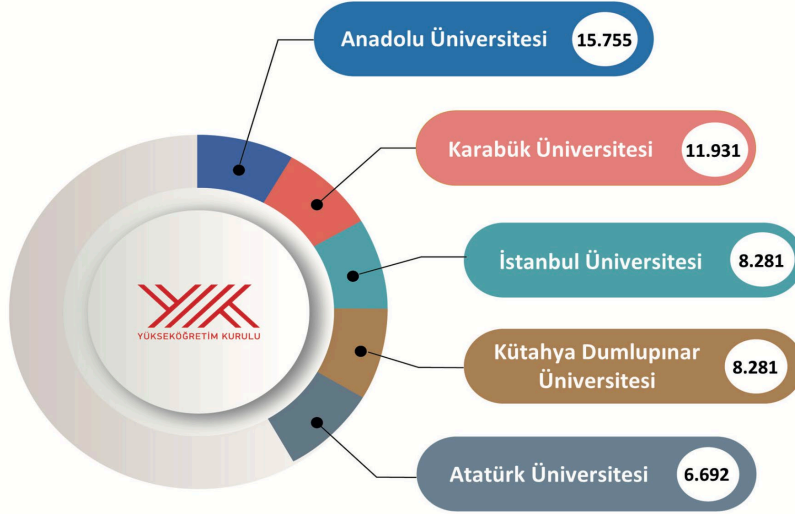 Anadolu Üniversitesi 15.755
Karabük Üniversitesi 11.931
İstanbul Üniversitesi 8.281
YÜKSEKÖĞRETİM KURULU
Kütahya Dumlupınar
Üniversitesi 8.281
Atatürk Üniversitesi 6.692